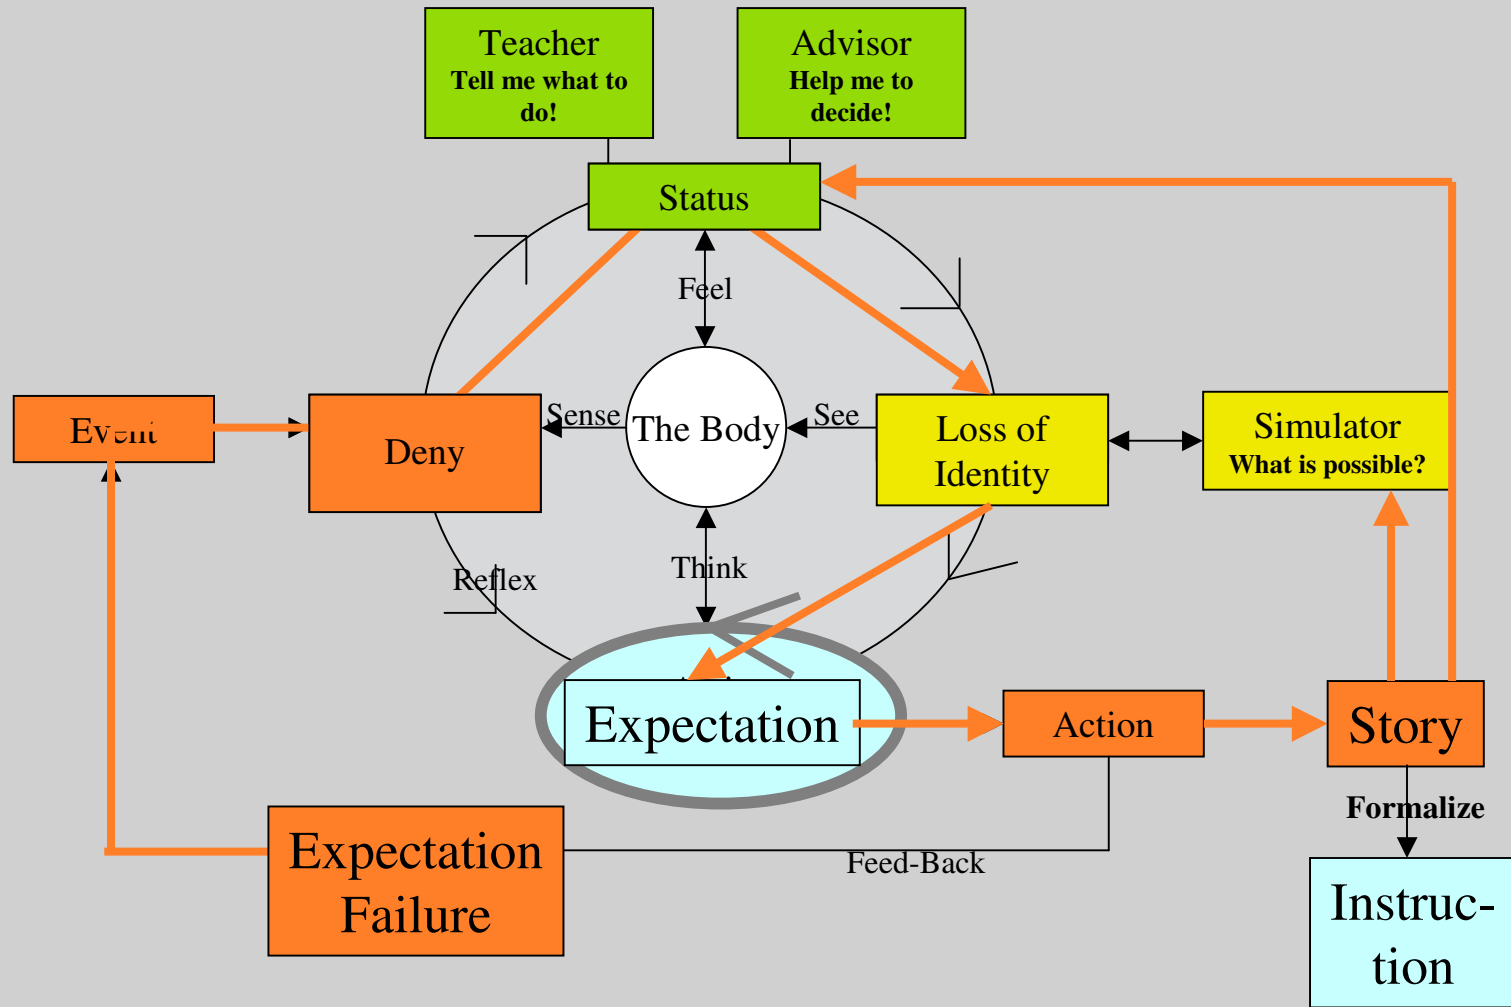 Teacher
Tell me what to
do!
Advisor
Help me to
decide!
Status
Feel
Event
Deny
Sense
The Body
See
Loss of
Identity
Simulator
What is possible?
Reflex
Think
Expectation
Action
Story
Formalize
Expectation
Failure
Feed-Back
Instruc-
tion